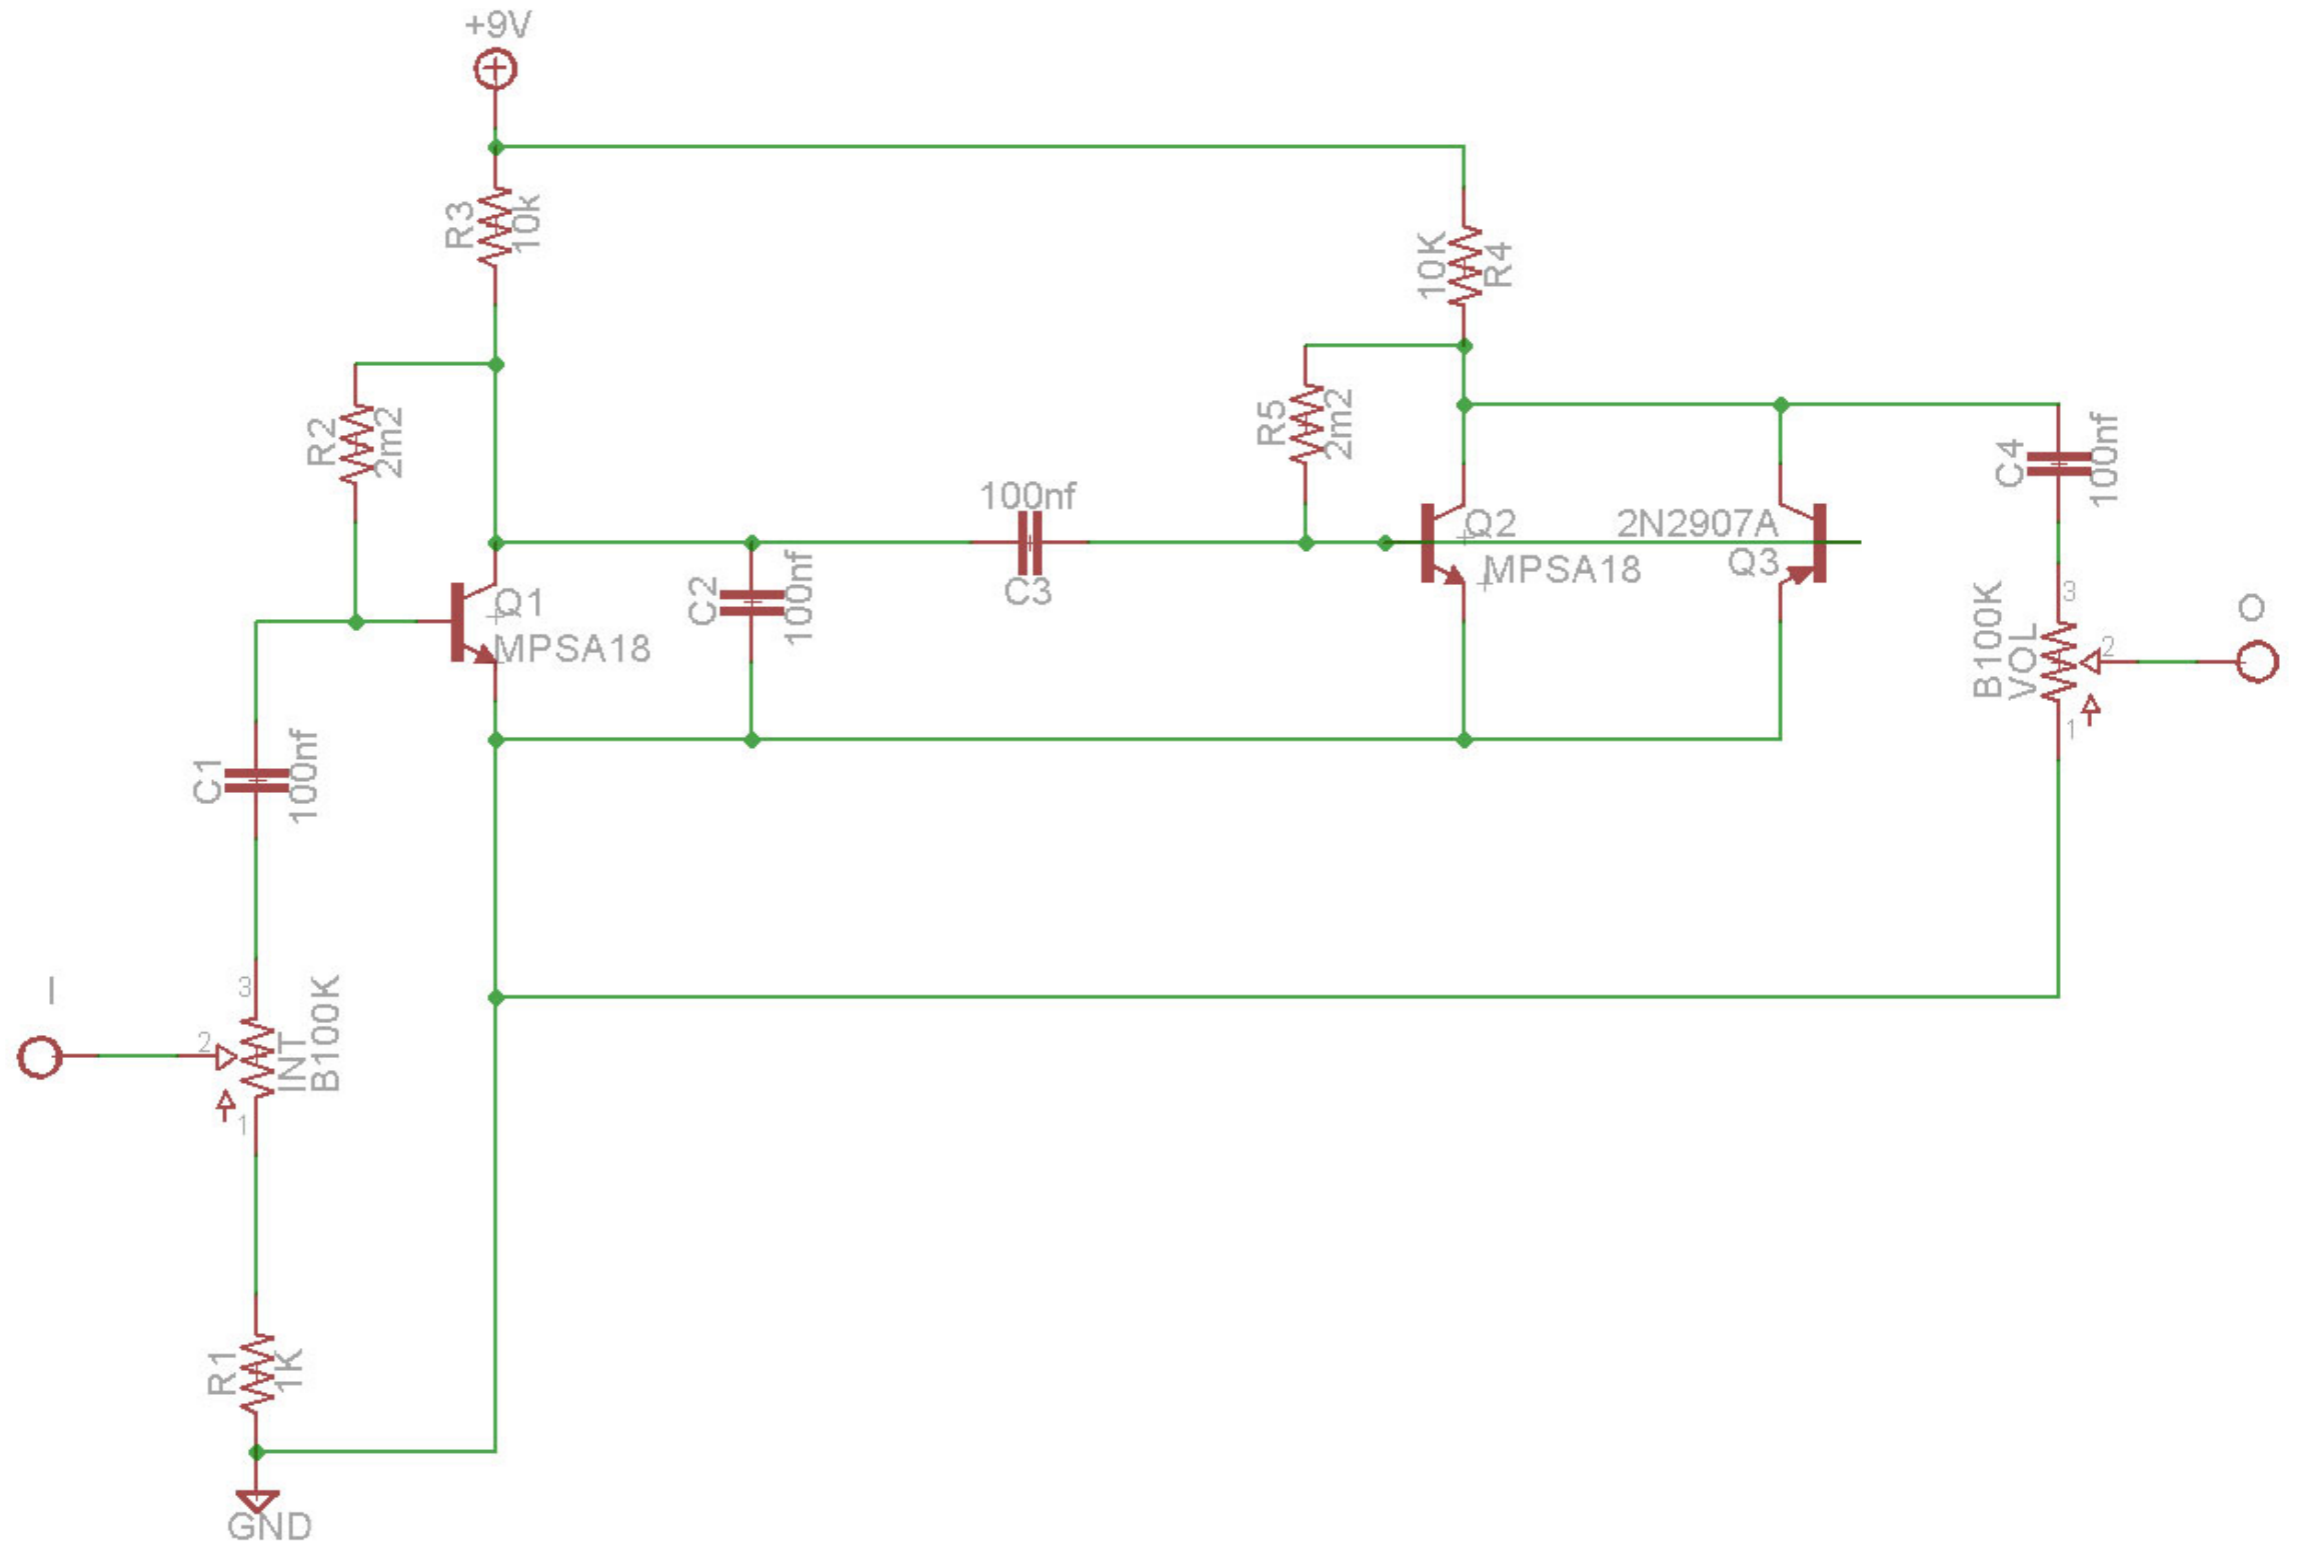 +9V
R3
10k
10K
R4
R2
2m2
R5
2m2
C4
100nf
100nf
C3
Q2
MPSA18
2N2907A
Q3
C2
100nf
Q1
MPSA18
B100K
VOL
3
2
1
O
C1
100nf
I
3
2
1
INT
B100K
R1
1K
GND